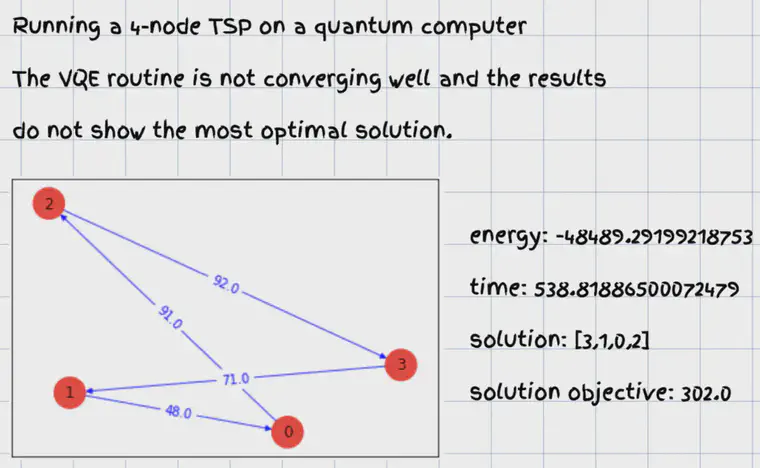 Running a 4-node TSP on a quantum computer
The VQE routine is not converging well and the results
do not show the most optimal solution.
2
92.0
91.0
3
71.0
1
48.0
0
energy: -48489.29199218753
time: 538.81886500072479
solution: [3,1,0,2]
solution objective: 302.0